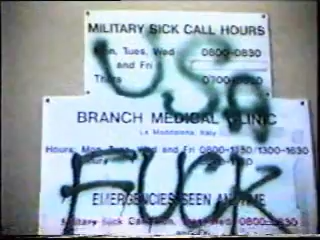 MILITARY SICK CALL HOURS
Mon, Tues, Wed 0800-0830
and Fri
Thurs 0700-
USA
BRANCH MEDICAL CLINIC
La Maddalena, Italy
Hours: Mon, Tues, Wed and Fri 0800-1130/1300-1630
FUCK
EMERGENCIES SEEN ANYTIME
Military Sick Call Mon, Tues, Wed 0800-0830